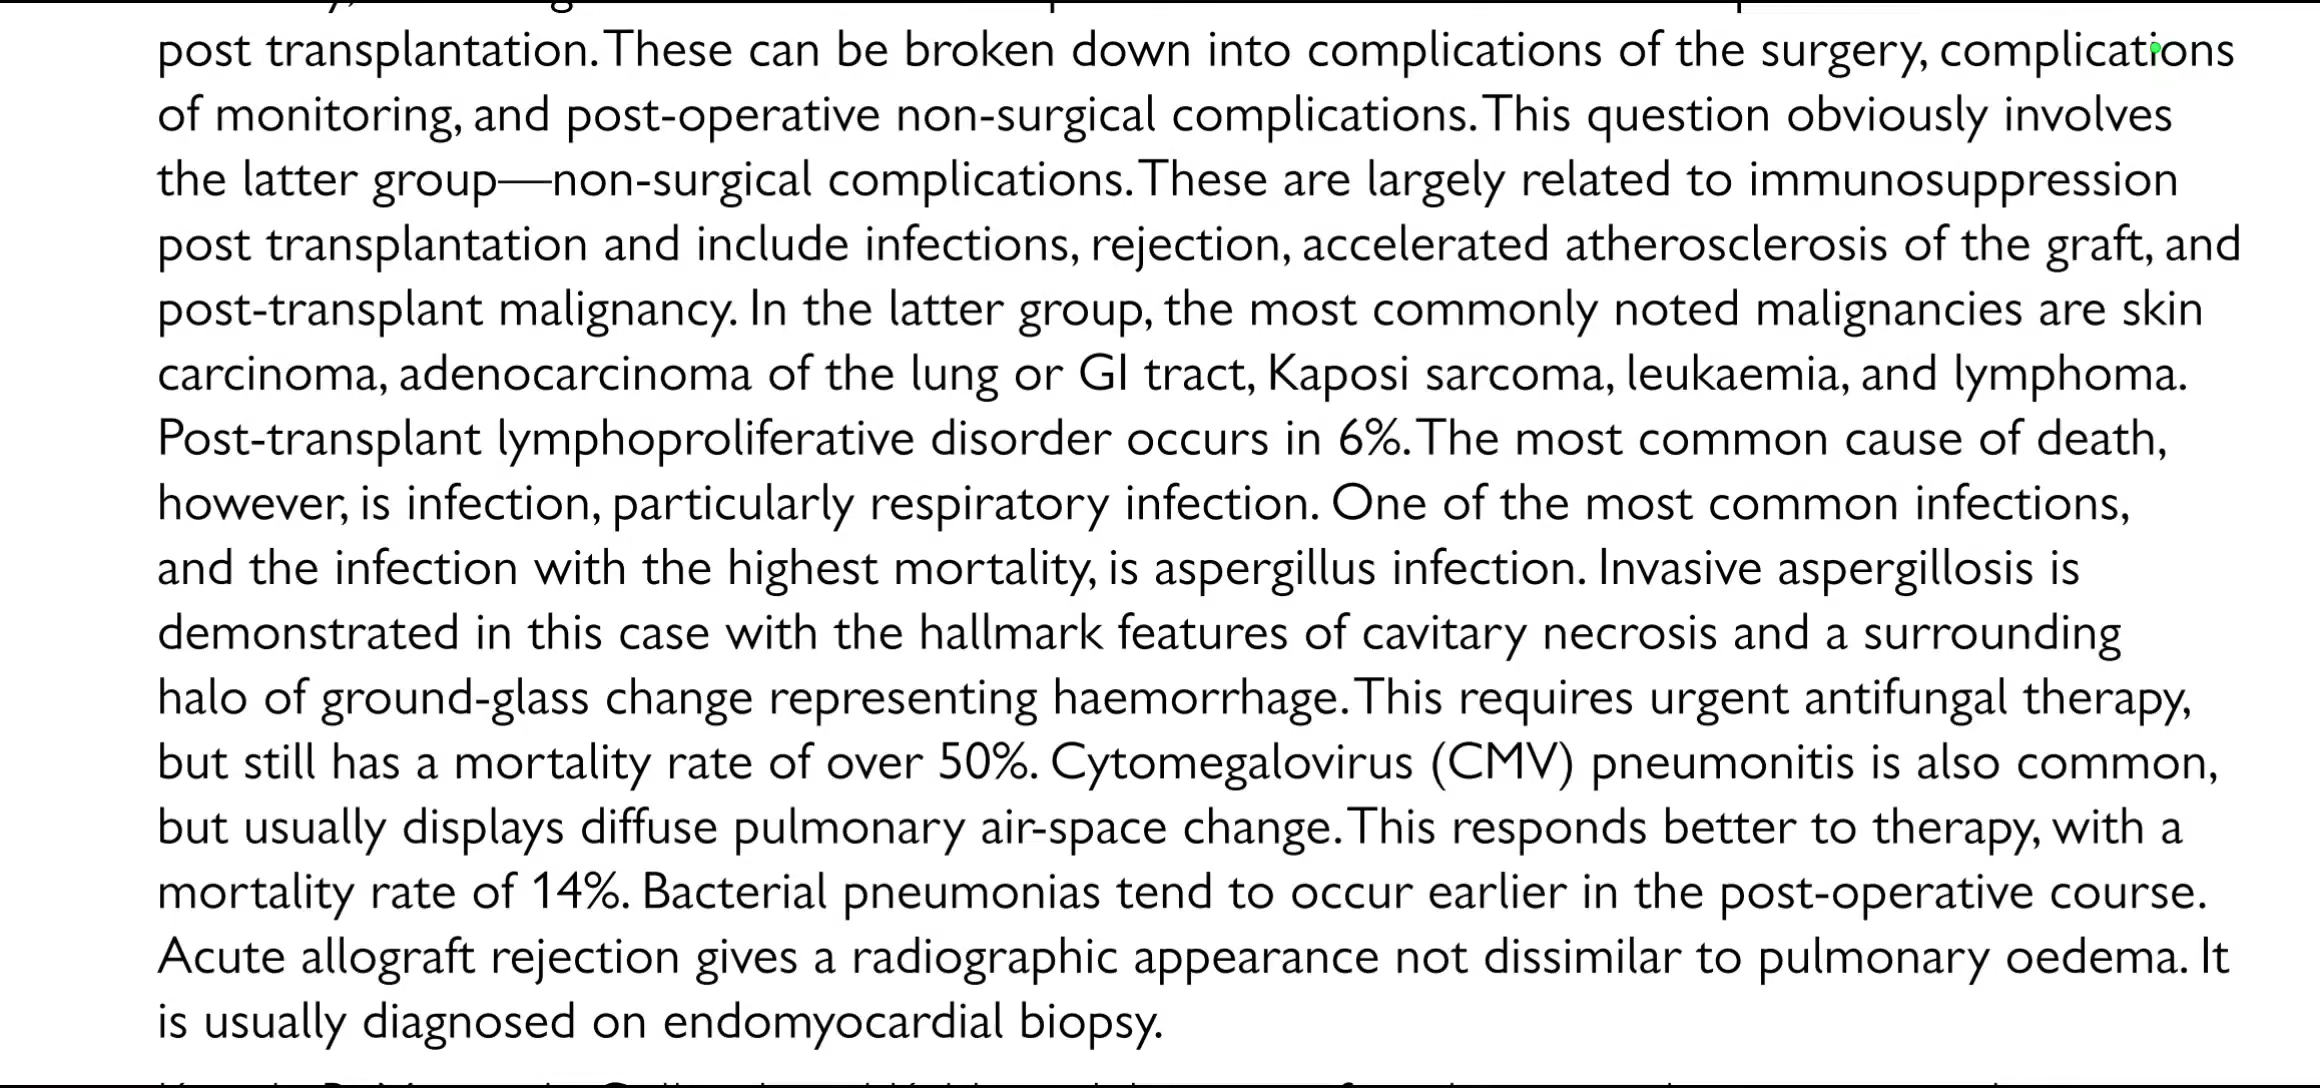 post transplantation. These can be broken down into complications of the surgery, complications
of monitoring, and post-operative non-surgical complications. This question obviously involves
the latter group—non-surgical complications. These are largely related to immunosuppression
post transplantation and include infections, rejection, accelerated atherosclerosis of the graft, and
post-transplant malignancy. In the latter group, the most commonly noted malignancies are skin
carcinoma, adenocarcinoma of the lung or GI tract, Kaposi sarcoma, leukaemia, and lymphoma.
Post-transplant lymphoproliferative disorder occurs in 6%. The most common cause of death,
however, is infection, particularly respiratory infection. One of the most common infections,
and the infection with the highest mortality, is aspergillus infection. Invasive aspergillosis is
demonstrated in this case with the hallmark features of cavitary necrosis and a surrounding
halo of ground-glass change representing haemorrhage. This requires urgent antifungal therapy,
but still has a mortality rate of over 50%. Cytomegalovirus (CMV) pneumonitis is also common,
but usually displays diffuse pulmonary air-space change. This responds better to therapy, with a
mortality rate of 14%. Bacterial pneumonias tend to occur earlier in the post-operative course.
Acute allograft rejection gives a radiographic appearance not dissimilar to pulmonary oedema. It
is usually diagnosed on endomyocardial biopsy.